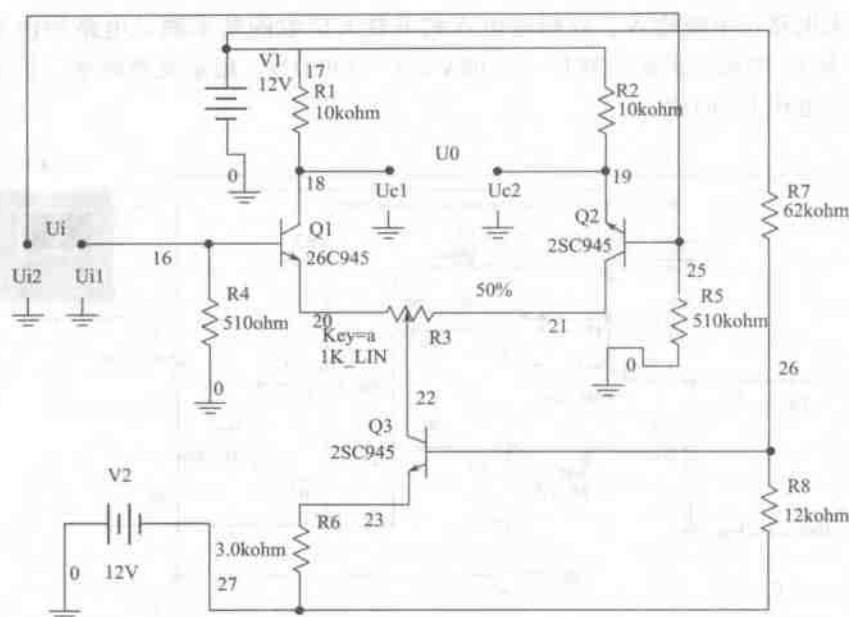 V1
12V
17
R1
10kohm
R2
10kohm
U0
0
18
Uc1
Uc2
19
R7
62kohm
Ui
Q1
26C945
Q2
2SC945
16
25
Ui2
Ui1
R4
510ohm
50%
R5
510kohm
20
R3
21
Key=a
1K_LIN
0
26
0
22
Q3
2SC945
V2
R8
12kohm
23
R6
3.0kohm
0
12V
27